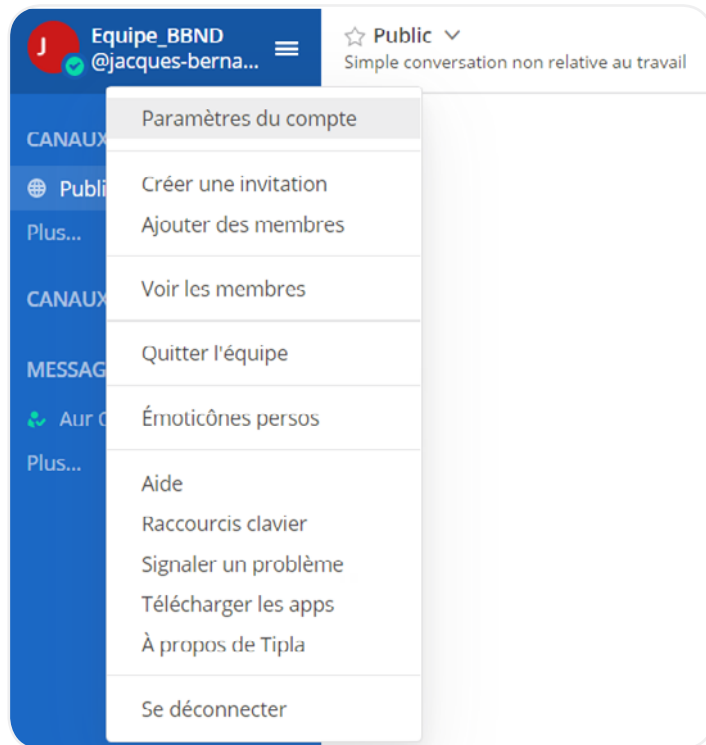 J
Equipe_BBND
@jacques-berna...
Public
Simple conversation non relative au travail
Paramètres du compte
CANAUX
Créer une invitation
Publi
Ajouter des membres
Plus...
Voir les membres
CANAUX
Quitter l'équipe
MESSAG
Émoticônes persos
Aur
Plus...
Aide
Raccourcis clavier
Signaler un problème
Télécharger les apps
À propos de Tipla
Se déconnecter